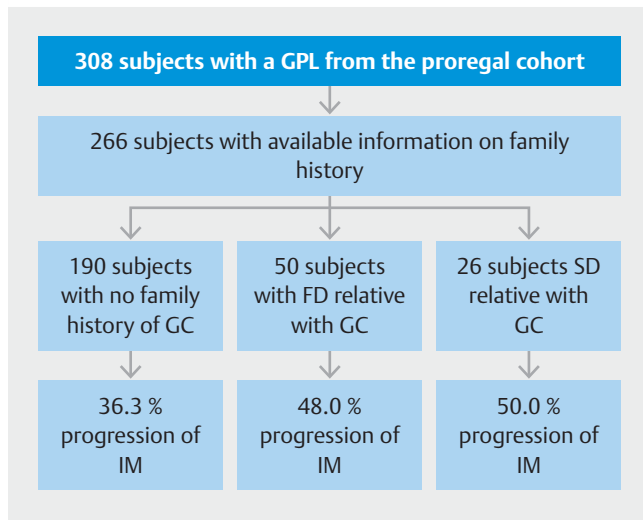 308 subjects with a GPL from the proregal cohort
266 subjects with available information on family
history
190 subjects
with no family
history of GC
50 subjects
with FD relative
with GC
26 subjects SD
relative with
GC
36.3 %
progression of
IM
48.0 %
progression of
IM
50.0 %
progression of
IM